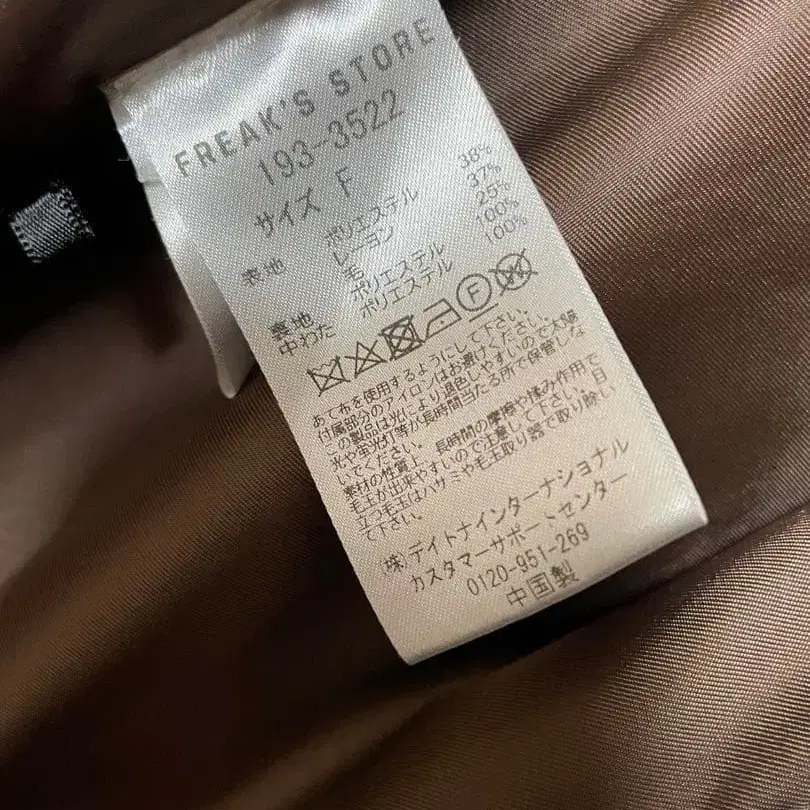 FREAK'S STORE
193-3522
サイズ F
表地 ポリエステル 38%
レーヨン 37%
毛 25%
裏地 ポリエステル 100%
中わた ポリエステル 100%
あて布を使用するようにして下さい。
付属部分のアイロンはお避けください。
この製品は光により退色しやすいので太陽
光や蛍光灯等が長時間当たる所で保管しな
いでください。
素材の性質上、長時間の摩擦や揉み作用で
毛玉が出来やすいので注意して下さい。目
立つ毛玉はハサミや毛玉取り器で取り除い
て下さい。
(株)デイトナインターナショナル
カスタマーサポートセンター
0120-951-269
中国製